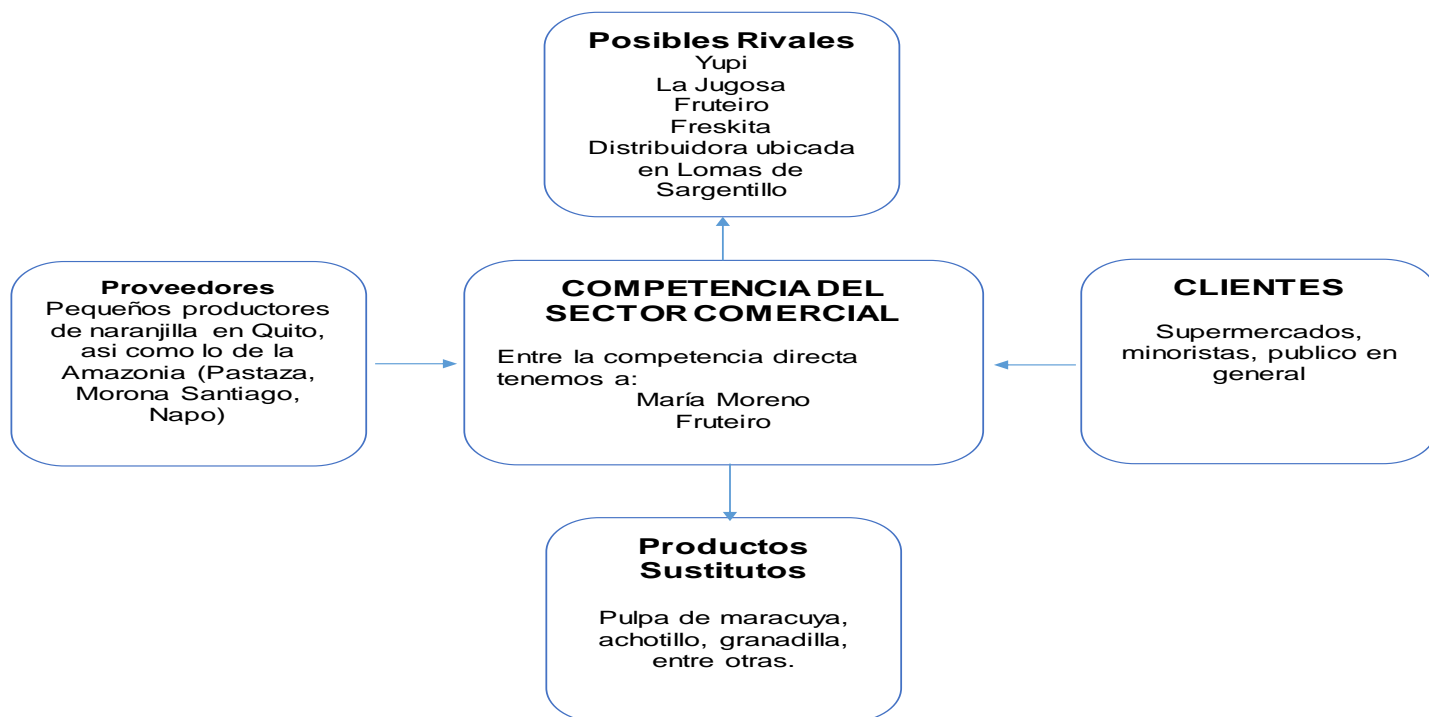 Posibles Rivales
Yupi
La Jugosa
Fruteiro
Freskita
Distribuidora ubicada
en Lomas de
Sargentillo
Proveedores
Pequeños productores
de naranjilla en Quito,
asi como lo de la
Amazonia (Pastaza,
Morona Santiago,
Napo)
COMPETENCIA DEL
SECTOR COMERCIAL
Entre la competencia directa
tenemos a:
María Moreno
Fruteiro
CLIENTES
Supermercados,
minoristas, publico en
general
Productos
Sustitutos
Pulpa de maracuya,
achotillo, granadilla,
entre otras.